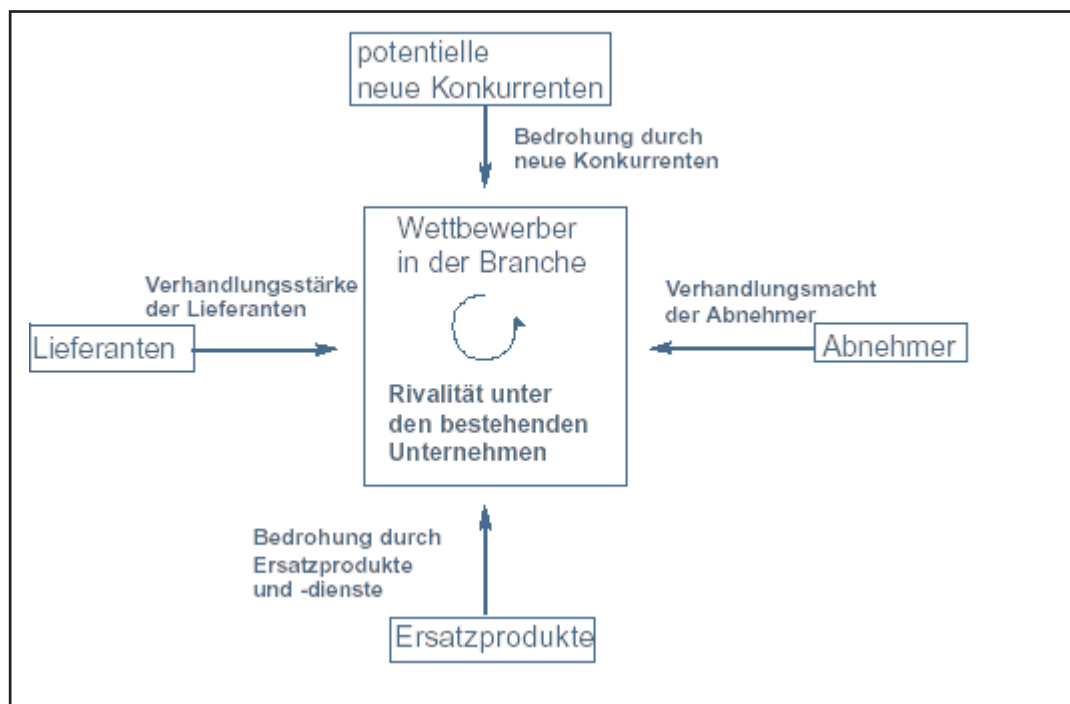 potentielle
neue Konkurrenten
Bedrohung durch
neue Konkurrenten
Wettbewerber
in der Branche
Verhandlungsstärke
der Lieferanten
Lieferanten
Verhandlungsmacht
der Abnehmer
Abnehmer
Rivalität unter
den bestehenden
Unternehmen
Bedrohung durch
Ersatzprodukte
und -dienste
Ersatzprodukte